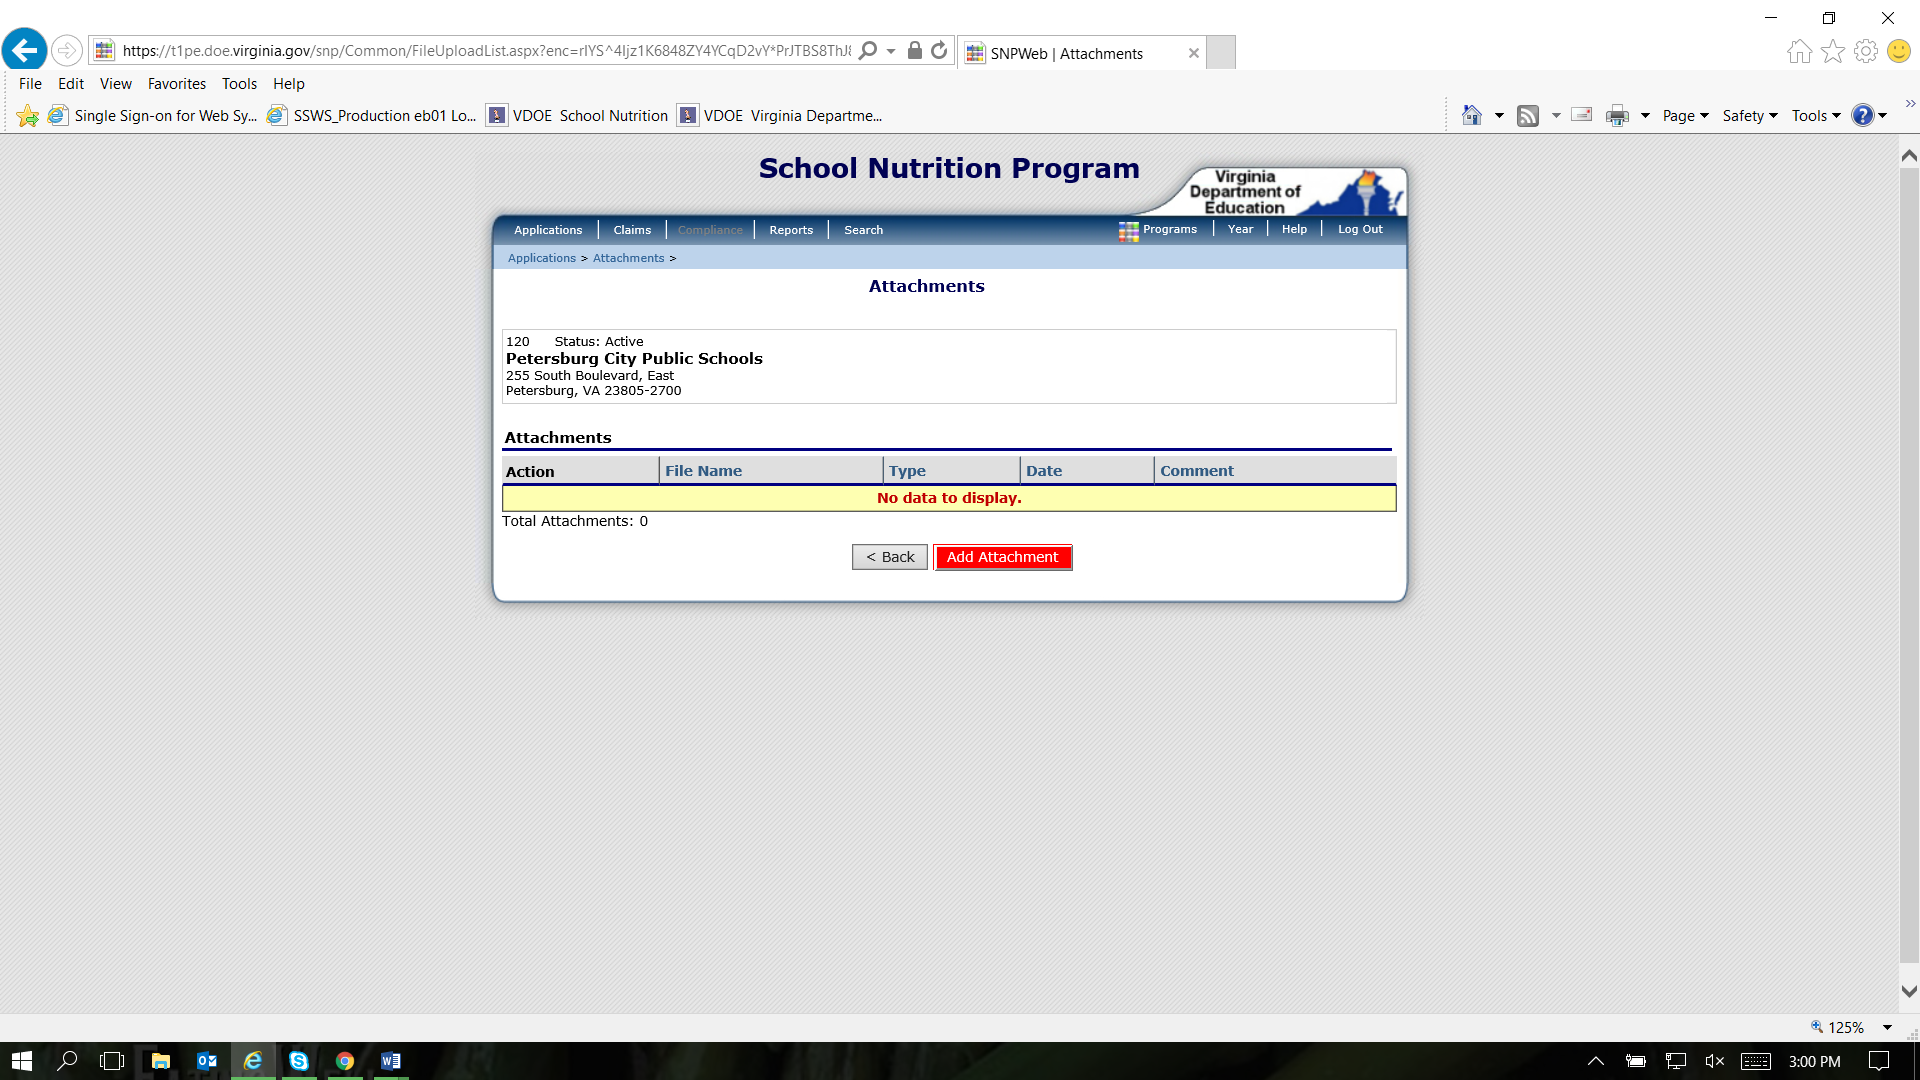 https://t1pe.doe.virginia.gov/snp/Common/FileUploadList.aspx?enc=
SNPWeb | Attachments
File Edit View Favorites Tools Help
Single Sign-on for Web Sy... SSWS_Production eb01 Lo... VDOE School Nutrition VDOE Virginia Departme...
Page Safety Tools
School Nutrition Program
Virginia
Department of
Education
Applications Claims Compliance Reports Search Programs Year Help Log Out
Applications > Attachments >
Attachments
120 Status: Active
Petersburg City Public Schools
255 South Boulevard, East
Petersburg, VA 23805-2700
Attachments
Action File Name Type Date Comment
No data to display.
Total Attachments: 0
< Back Add Attachment
125%
3:00 PM